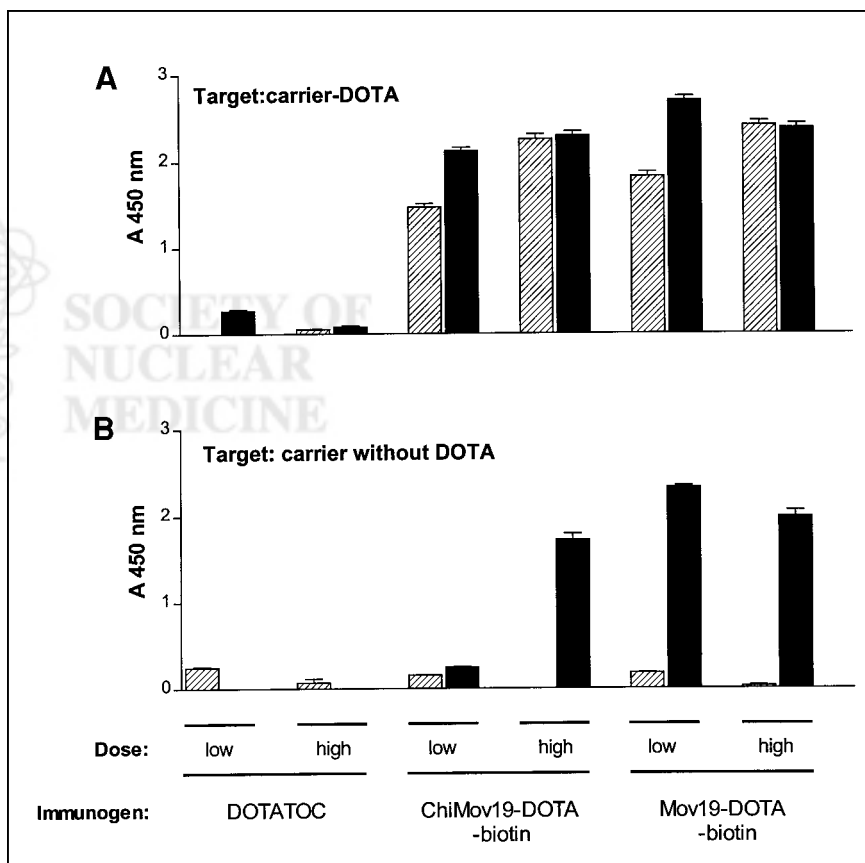 A
Target:carrier-DOTA
3
2
1
0
A 450 nm
SOCIETY OF
NUCLEAR
MEDICINE
B
Target: carrier without DOTA
3
2
1
0
A 450 nm
Dose: low high low high low high
Immunogen: DOTATOC ChiMov19-DOTA -biotin Mov19-DOTA -biotin